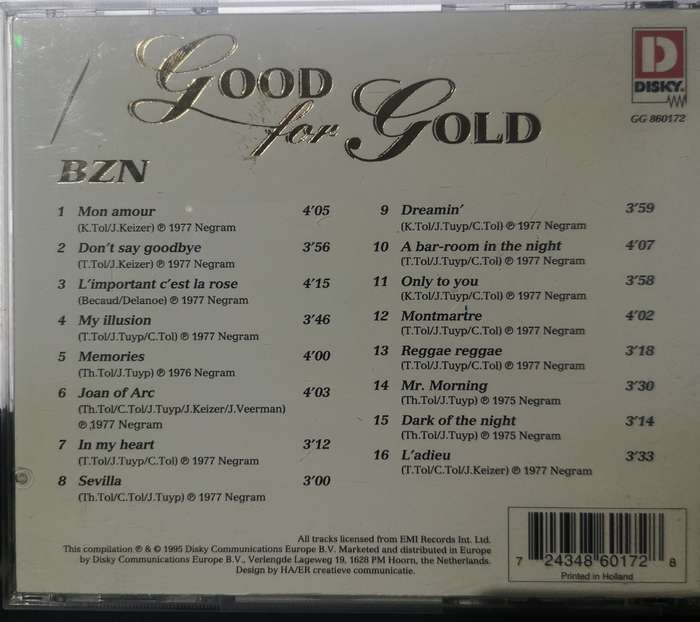 GOOD
for GOLD
D
DISKY
GG 860172
BZN
1 Mon amour 4'05
(K.Tol/J.Keizer) ℗ 1977 Negram
2 Don't say goodbye 3'56
(T.Tol/J.Keizer) ℗ 1977 Negram
3 L'important c'est la rose 4'15
(Becaud/Delanoe) ℗ 1977 Negram
4 My illusion 3'46
(T.Tol/J.Tuyp/C.Tol) ℗ 1977 Negram
5 Memories 4'00
(Th.Tol/J.Tuyp) ℗ 1976 Negram
6 Joan of Arc 4'03
(Th.Tol/C.Tol/J.Tuyp/J.Keizer/J.Veerman)
℗ 1977 Negram
7 In my heart 3'12
(T.Tol/J.Tuyp/C.Tol) ℗ 1977 Negram
8 Sevilla 3'00
(Th.Tol/C.Tol/J.Tuyp) ℗ 1977 Negram
9 Dreamin' 3'59
(K.Tol/J.Tuyp/C.Tol) ℗ 1977 Negram
10 A bar-room in the night 4'07
(T.Tol/J.Tuyp/C.Tol) ℗ 1977 Negram
11 Only to you 3'58
(K.Tol/J.Tuyp/C.Tol) ℗ 1977 Negram
12 Montmartre 4'02
(T.Tol/J.Tuyp/C.Tol) ℗ 1977 Negram
13 Reggae reggae 3'18
(T.Tol/J.Tuyp/C.Tol) ℗ 1977 Negram
14 Mr. Morning 3'30
(Th.Tol/J.Tuyp) ℗ 1975 Negram
15 Dark of the night 3'14
(Th.Tol/J.Tuyp) ℗ 1975 Negram
16 L'adieu 3'33
(T.Tol/C.Tol/J.Keizer) ℗ 1977 Negram
All tracks licensed from EMI Records Int. Ltd.
This compilation ℗ & © 1995 Disky Communications Europe B.V. Marketed and distributed in Europe
by Disky Communications Europe B.V., Verlengde Lageweg 19, 1628 PM Hoorn, the Netherlands.
Design by HA/ER creatieve communicatie.
7 24348 60172 8
Printed in Holland